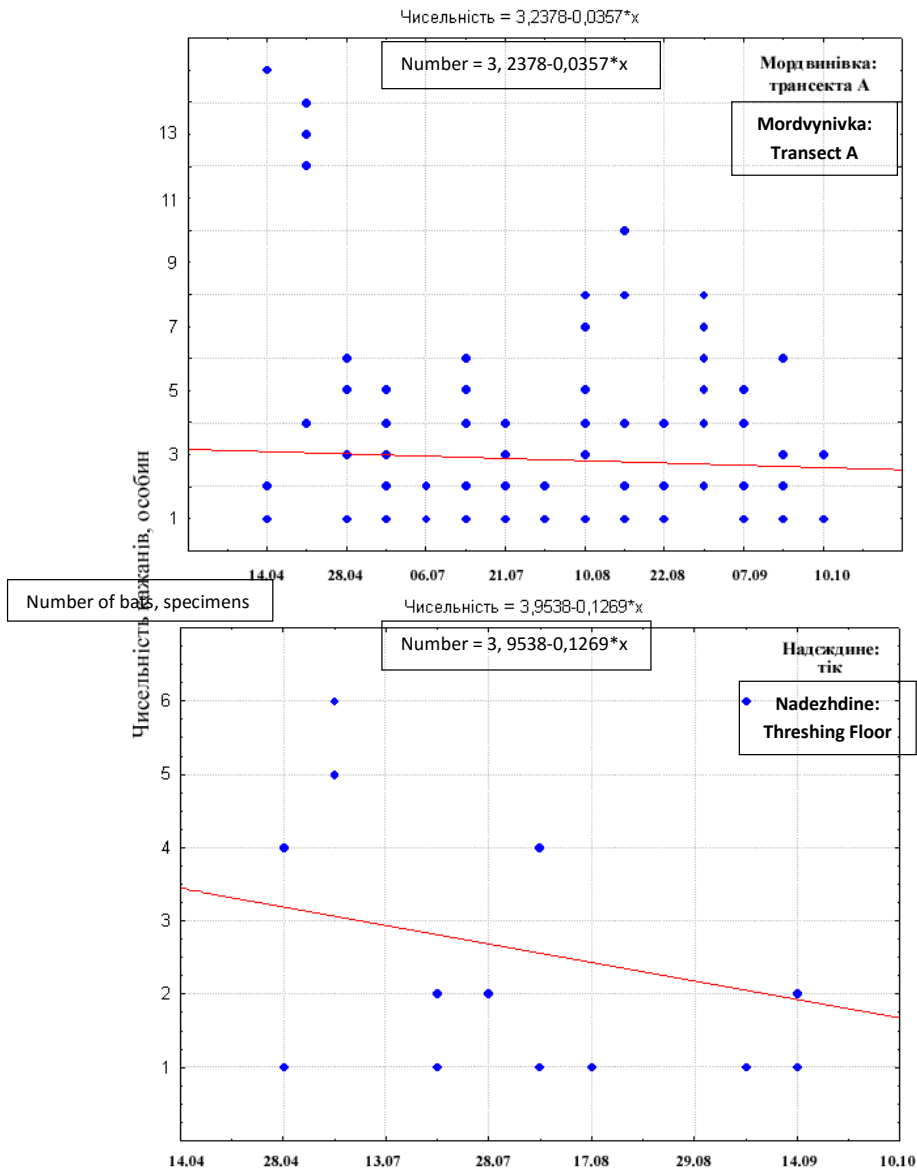 Чисельність = 3,2378-0,0357*x
Number = 3, 2378-0,0357*x
Мордвинівка:
трансекта А
Mordvynivka:
Transect A
13
11
9
7
5
3
1
14.04 28.04 06.07 21.07 10.08 22.08 07.09 10.10
Чисельність кажанів, особин
Number of bats, specimens
Чисельність = 3,9538-0,1269*x
Number = 3, 9538-0,1269*x
Надєждине:
тік
Nadezhdine:
Threshing Floor
6
5
4
3
2
1
14.04 28.04 13.07 28.07 17.08 29.08 14.09 10.10